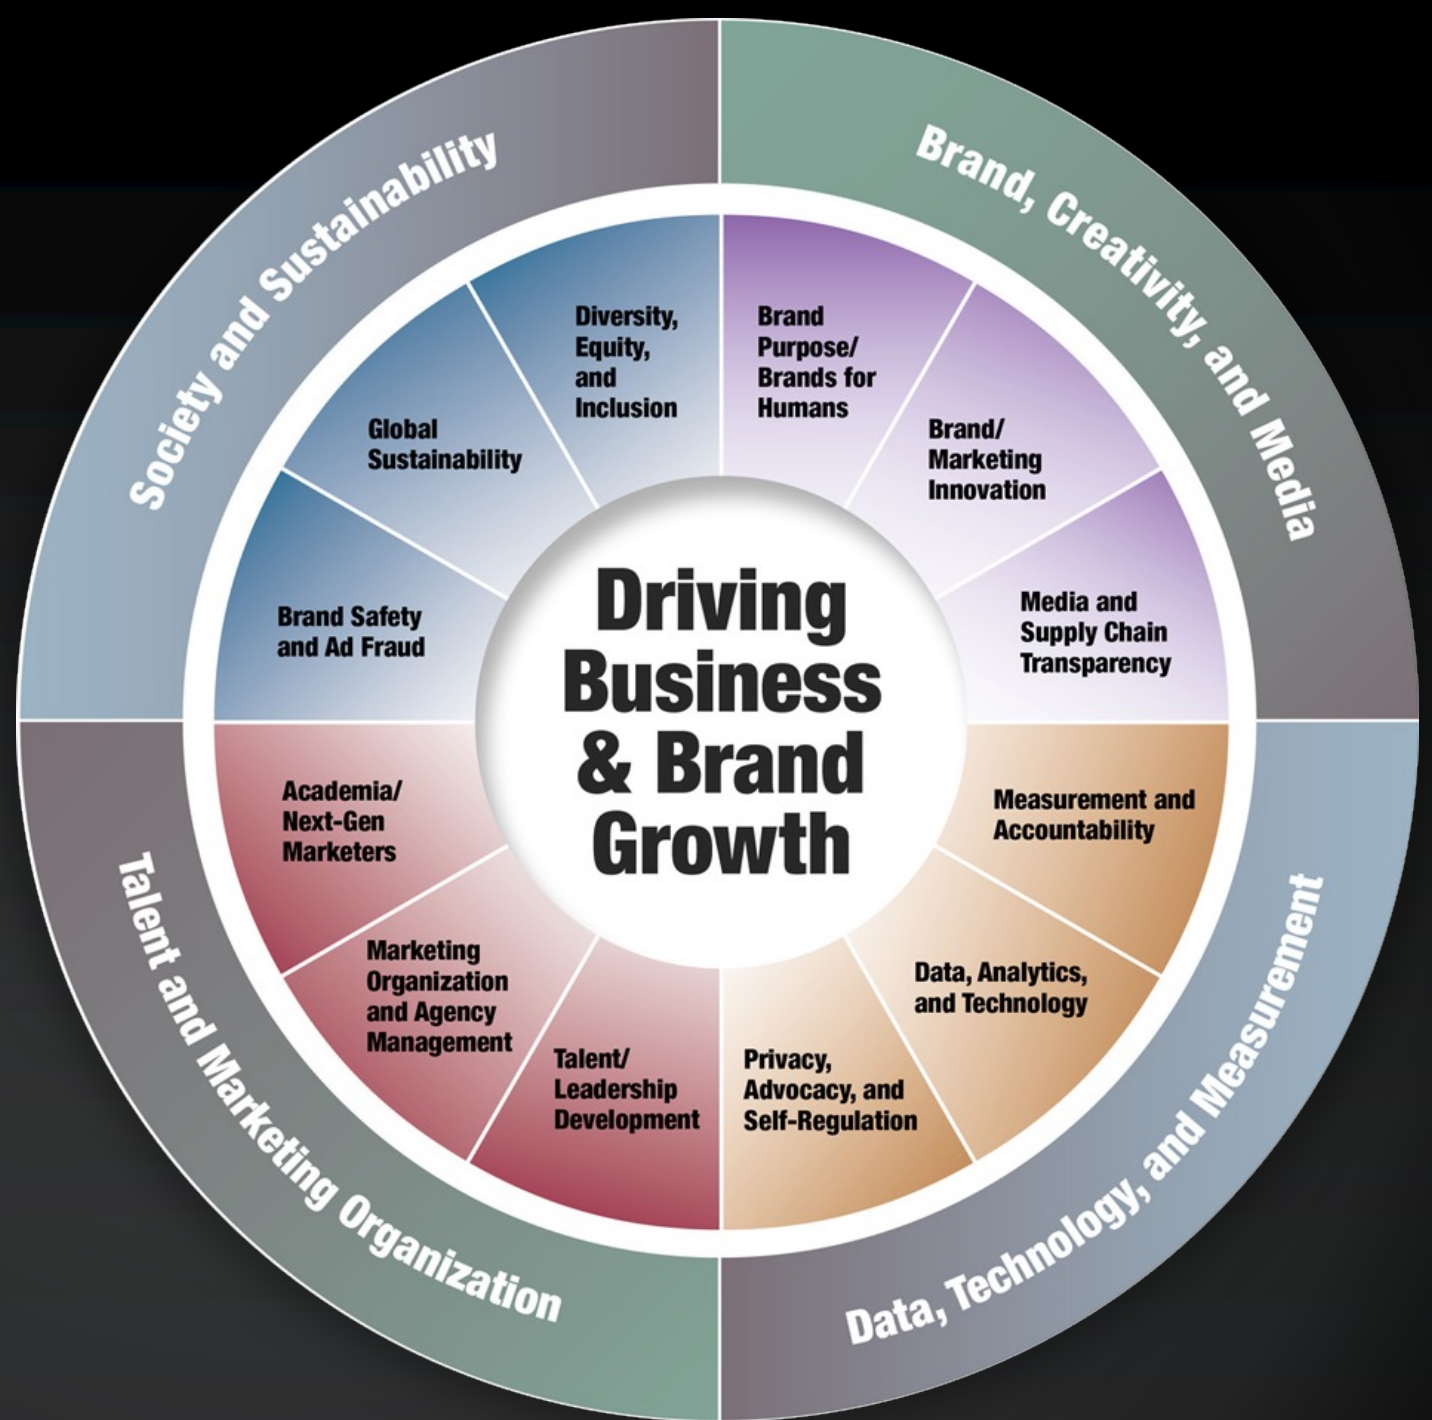 Society and Sustainability
Brand, Creativity, and Media
Diversity,
Equity,
and
Inclusion
Brand
Purpose/
Brands for
Humans
Global
Sustainability
Brand/
Marketing
Innovation
Brand Safety
and Ad Fraud
Media and
Supply Chain
Transparency
Driving
Business
& Brand
Growth
Academia/
Next-Gen
Marketers
Measurement and
Accountability
Marketing
Organization
and Agency
Management
Data, Analytics,
and Technology
Talent/
Leadership
Development
Privacy,
Advocacy, and
Self-Regulation
Talent and Marketing Organization
Data, Technology, and Measurement